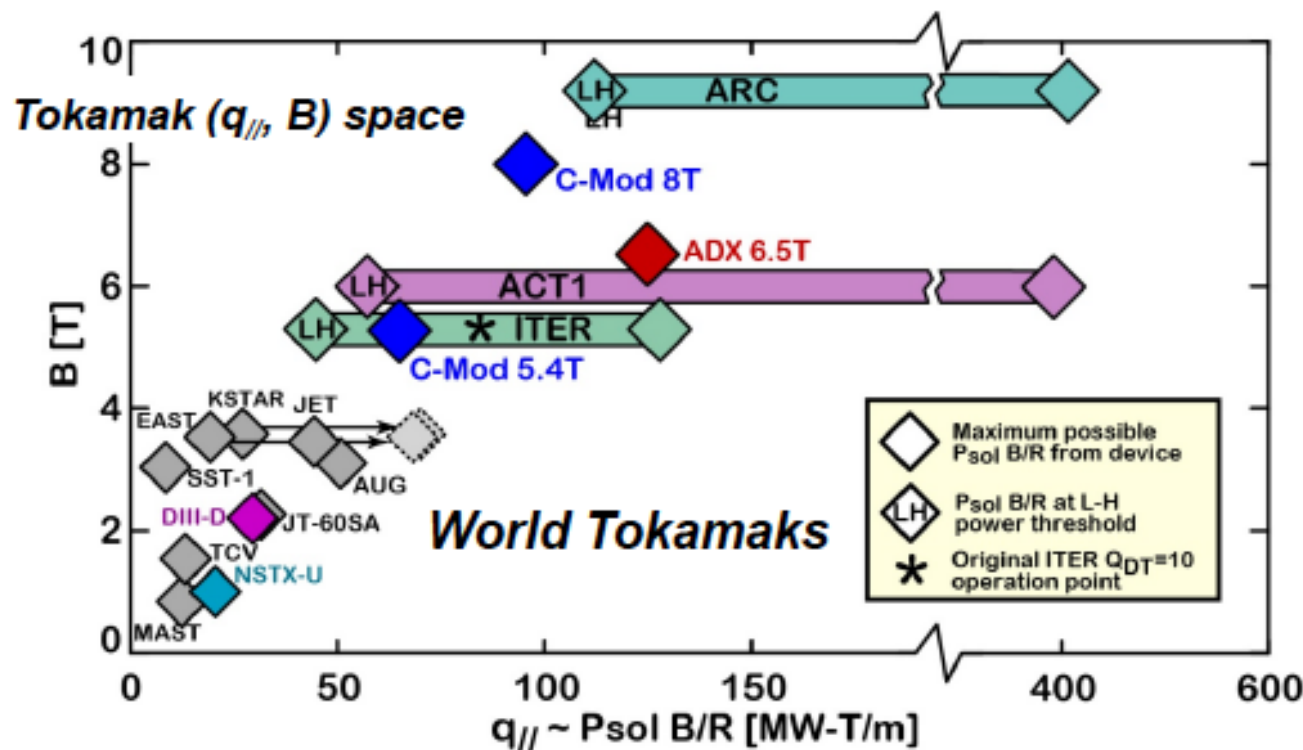 10
8
6
4
2
0
B [T]
Tokamak (q//, B) space
LH
ARC
LH
C-Mod 8T
ADX 6.5T
LH
ACT1
LH
ITER
C-Mod 5.4T
KSTAR
JET
EAST
SST-1
AUG
DIII-D
JT-60SA
TCV
NSTX-U
MAST
World Tokamaks
Maximum possible
Psol B/R from device
LH
Psol B/R at L-H
power threshold
* Original ITER QDT=10
operation point
0 50 100 150 400 600
q// ~ Psol B/R [MW-T/m]